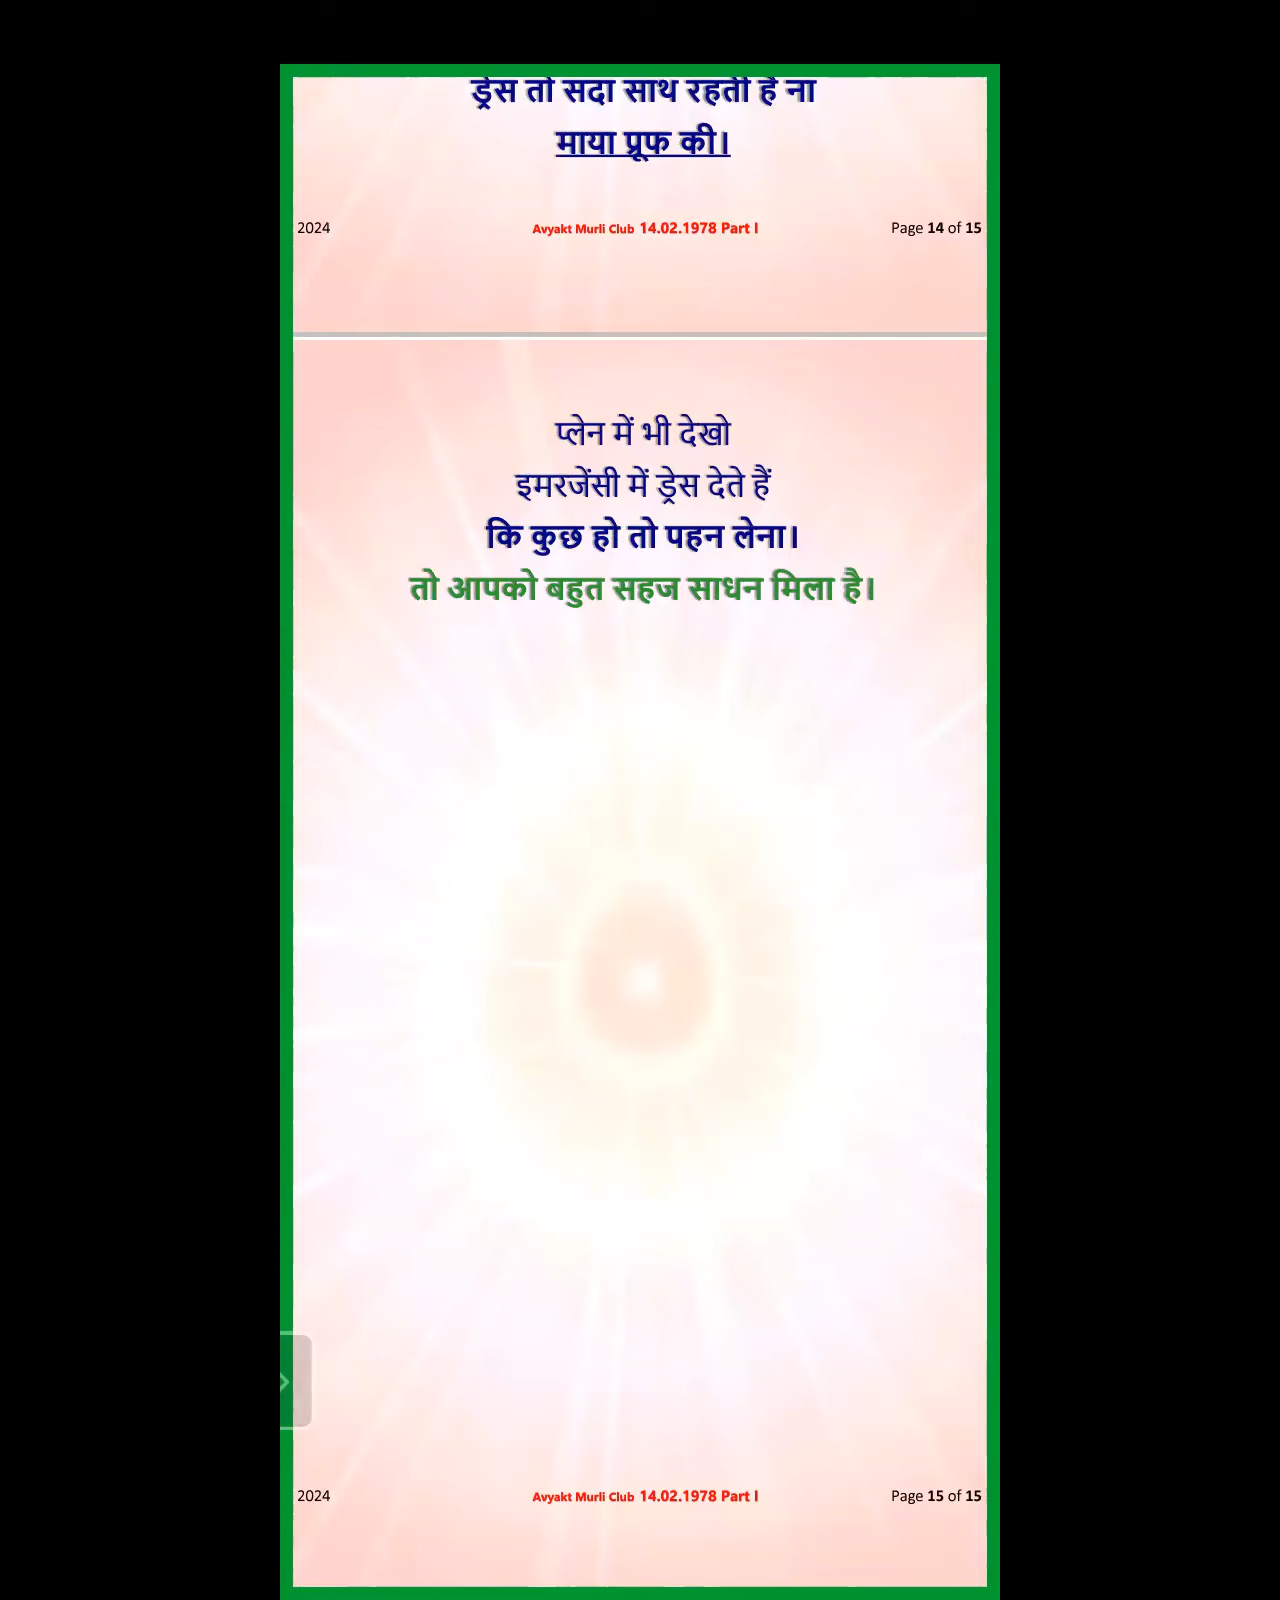 ड्रेस तो सदा साथ रहती है ना
माया प्रूफ की।
2024 Avyakt Murli Club 14.02.1978 Part I Page 14 of 15
प्लेन में भी देखो
इमरजेंसी में ड्रेस देते हैं
कि कुछ हो तो पहन लेना।
तो आपको बहुत सहज साधन मिला है।
2024 Avyakt Murli Club 14.02.1978 Part I Page 15 of 15